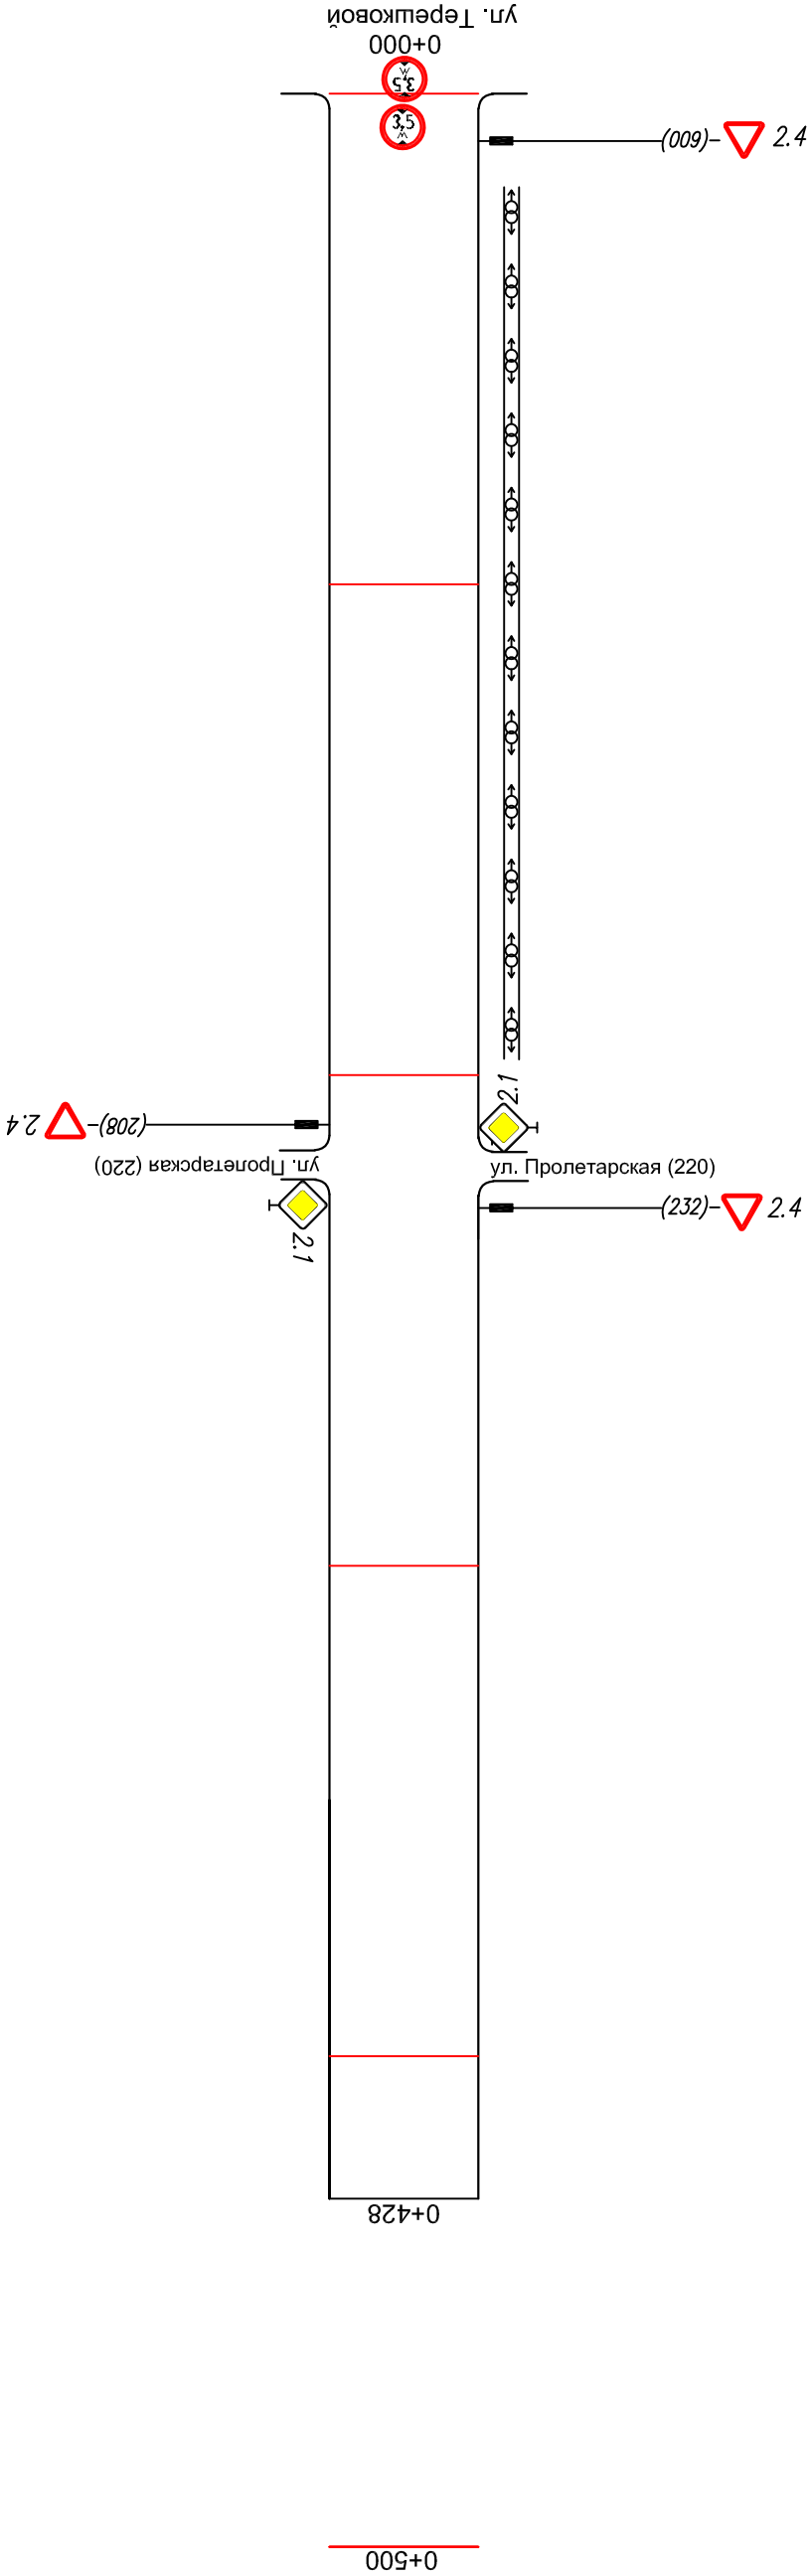 ул. Терешковой
0+000
3,5
м
3,5
м
(009)
2.4
2.1
(208)
2.4
ул. Пролетарская (220)
ул. Пролетарская (220)
(232)
2.4
2.1
0+428
0+500